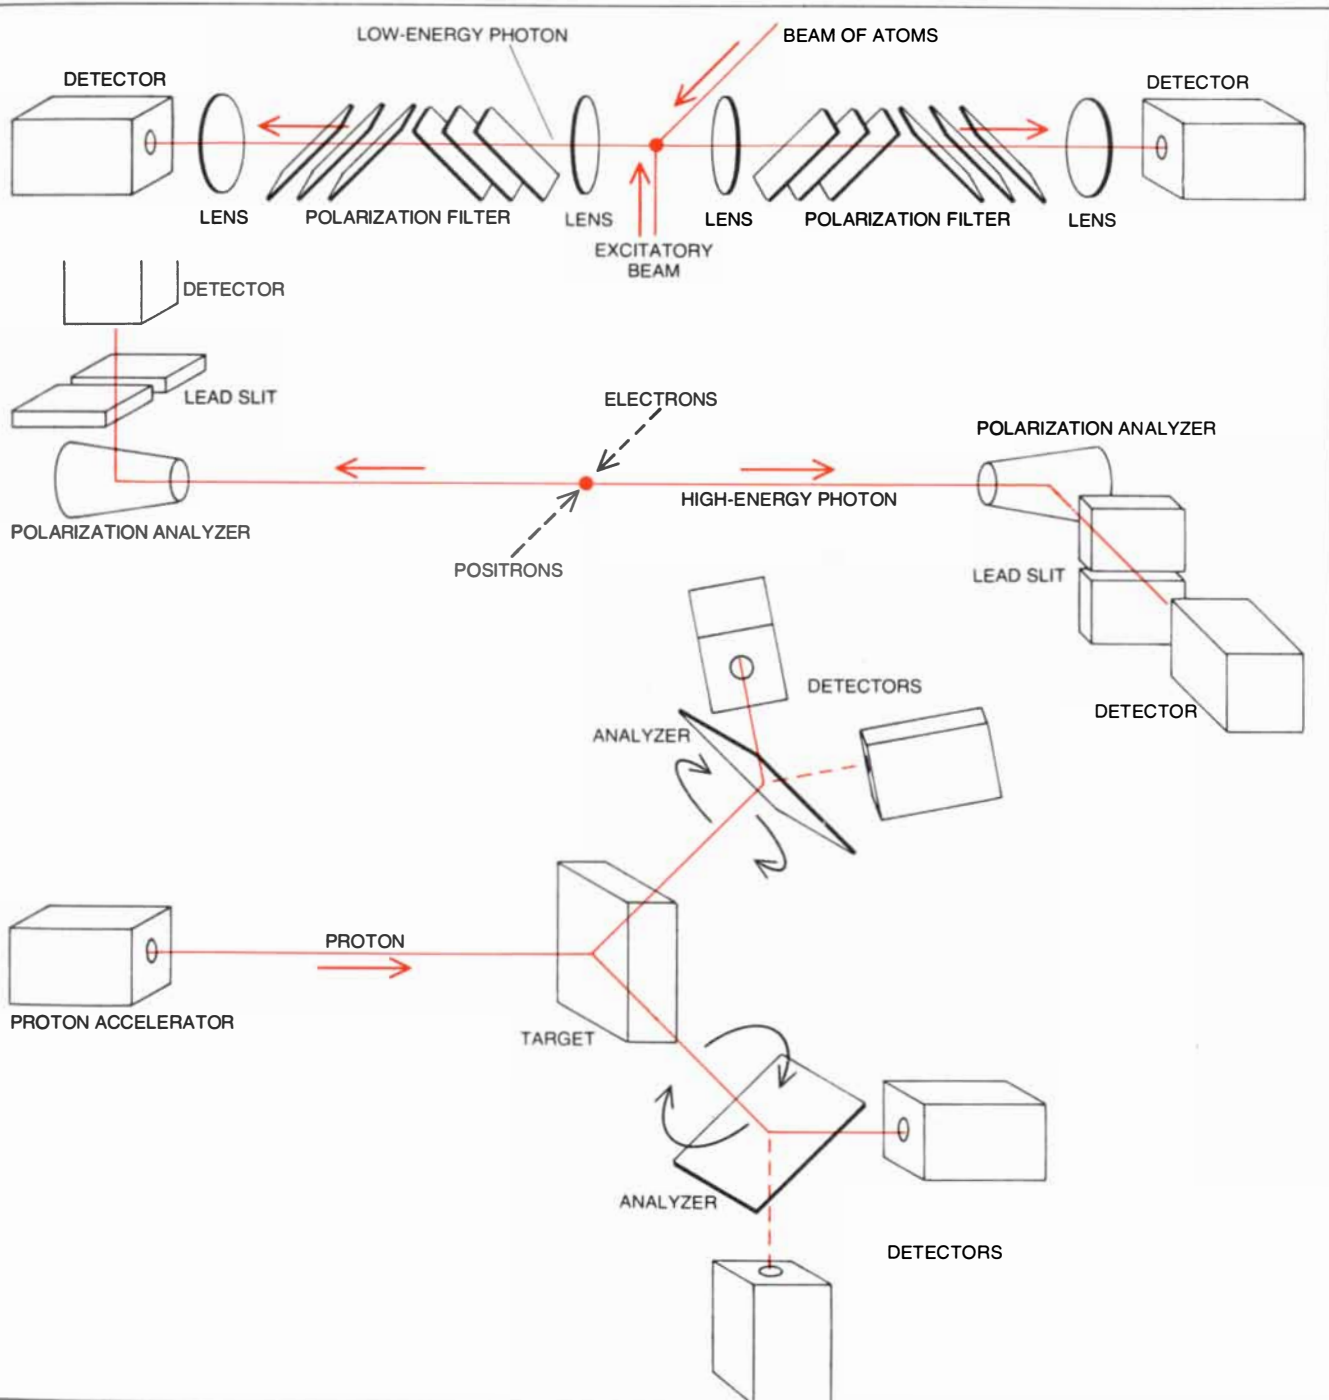 LOW-ENERGY PHOTON
BEAM OF ATOMS
DETECTOR
DETECTOR
LENS
POLARIZATION FILTER
LENS
LENS
POLARIZATION FILTER
LENS
EXCITATORY
BEAM
DETECTOR
LEAD SLIT
ELECTRONS
POLARIZATION ANALYZER
HIGH-ENERGY PHOTON
POLARIZATION ANALYZER
POSITRONS
LEAD SLIT
DETECTORS
DETECTOR
ANALYZER
PROTON
PROTON ACCELERATOR
TARGET
ANALYZER
DETECTORS